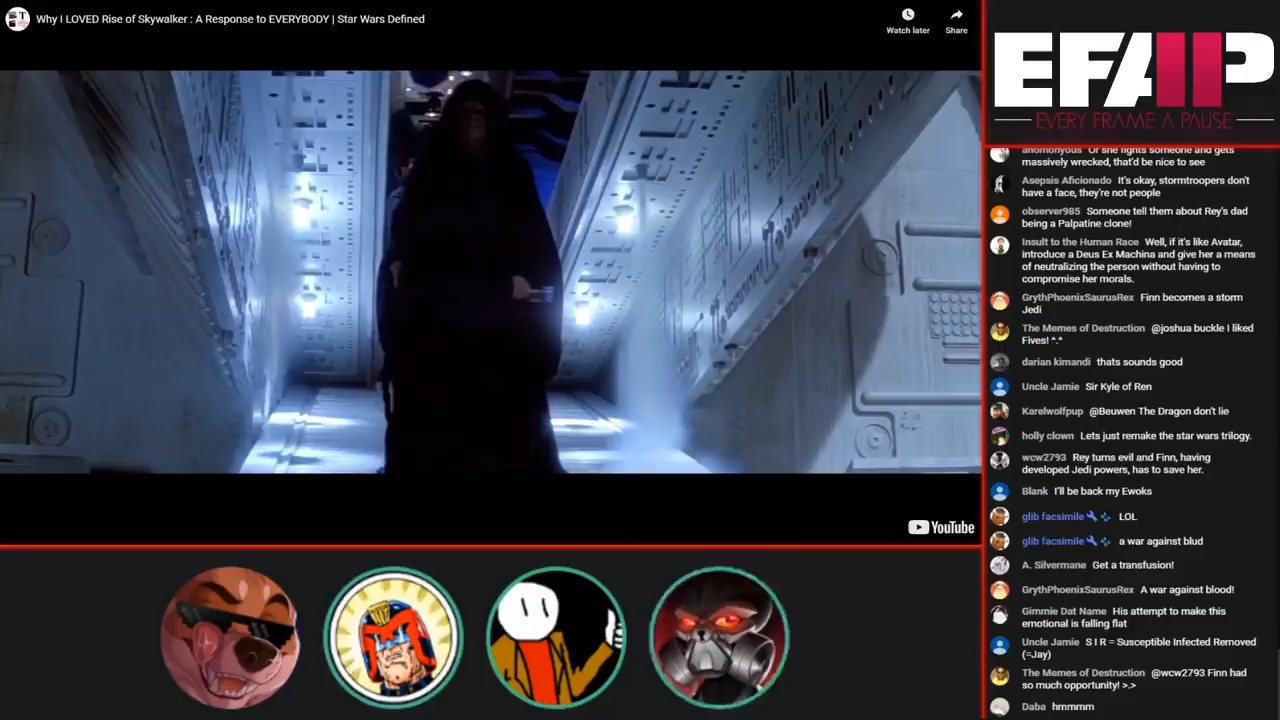 Why I LOVED Rise of Skywalker : A Response to EVERYBODY | Star Wars Defined
Watch later
Share
YouTube
EFAP
EVERY FRAME A PAUSE
anomonyous Or she fights someone and gets
massively wrecked, that'd be nice to see
Asepsis Aficionado It's okay, stormtroopers don't
have a face, they're not people
observer985 Someone tell them about Rey's dad
being a Palpatine clone!
Insult to the Human Race Well, if it's like Avatar,
introduce a Deus Ex Machina and give her a means
of neutralizing the person without having to
compromise her morals.
GrythPhoenixSaurusRex Finn becomes a storm
Jedi
The Memes of Destruction @joshua buckle I liked
Fives! ^.^
darian kimandi thats sounds good
Uncle Jamie Sir Kyle of Ren
Karelwolfpup @Beuwen The Dragon don't lie
holly clown Lets just remake the star wars trilogy.
wcw2793 Rey turns evil and Finn, having
developed Jedi powers, has to save her.
Blank I'll be back my Ewoks
glib facsimile LOL
glib facsimile a war against blud
A. Silvermane Get a transfusion!
GrythPhoenixSaurusRex A war against blood!
Gimmie Dat Name His attempt to make this
emotional is falling flat
Uncle Jamie S I R = Susceptible Infected Removed
(=Jay)
The Memes of Destruction @wcw2793 Finn had
so much opportunity! >.>
Daba hmmmm